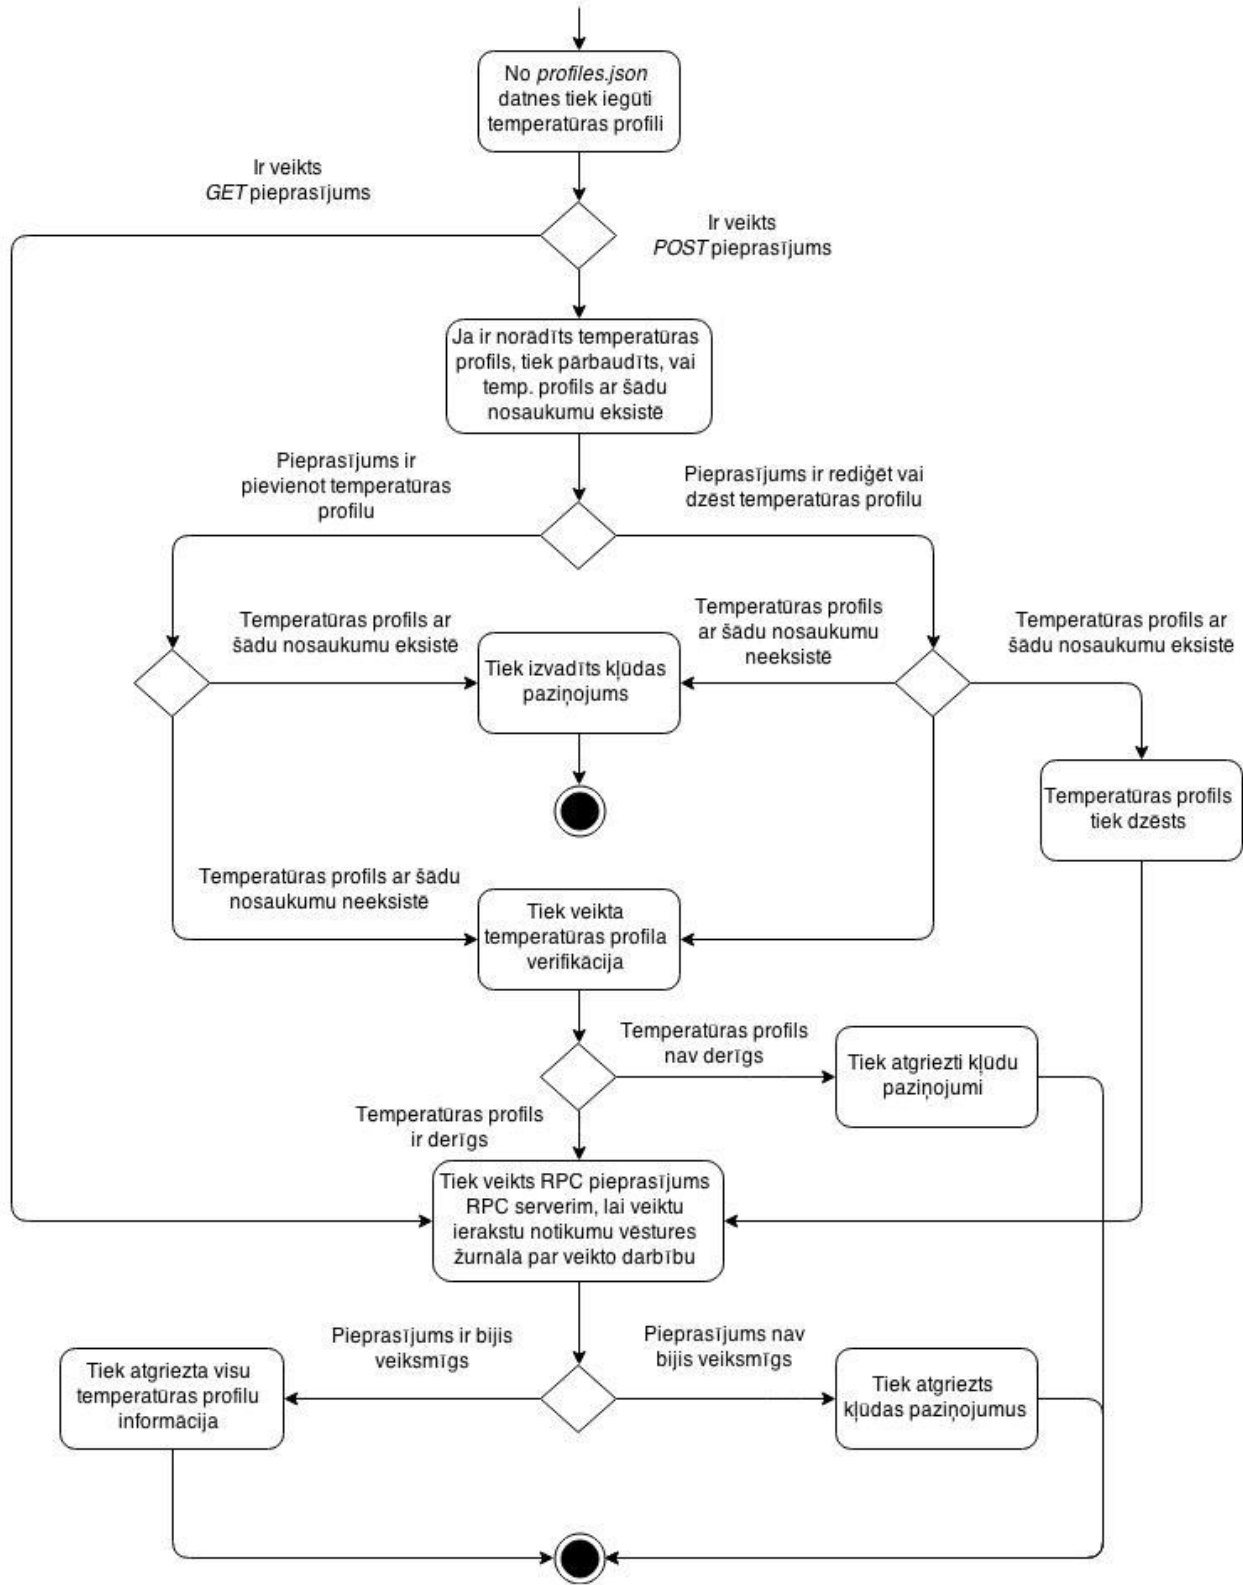 No profiles.json
datnes tiek iegūti
temperatūras profili
Ir veikts
GET pieprasījums
Ir veikts
POST pieprasījums
Ja ir norādīts temperatūras
profils, tiek pārbaudīts, vai
temp. profils ar šādu
nosaukumu eksistē
Pieprasījums ir
pievienot temperatūras
profilu
Pieprasījums ir rediģēt vai
dzēst temperatūras profilu
Temperatūras profils ar
šādu nosaukumu eksistē
Tiek izvadīts kļūdas
paziņojums
Temperatūras profils
ar šādu nosaukumu
neeksistē
Temperatūras profils ar
šādu nosaukumu eksistē
Temperatūras profils
tiek dzēsts
Temperatūras profils ar šādu
nosaukumu neeksistē
Tiek veikta
temperatūras profila
verifikācija
Temperatūras profils
nav derīgs
Tiek atgriezti kļūdu
paziņojumi
Temperatūras profils
ir derīgs
Tiek veikts RPC pieprasījums
RPC serverim, lai veiktu
ierakstu notikumu vēstures
žurnālā par veikto darbību
Pieprasījums ir bijis
veiksmīgs
Pieprasījums nav
bijis veiksmīgs
Tiek atgriezta visu
temperatūras profilu
informācija
Tiek atgriezts
kļūdas paziņojumus